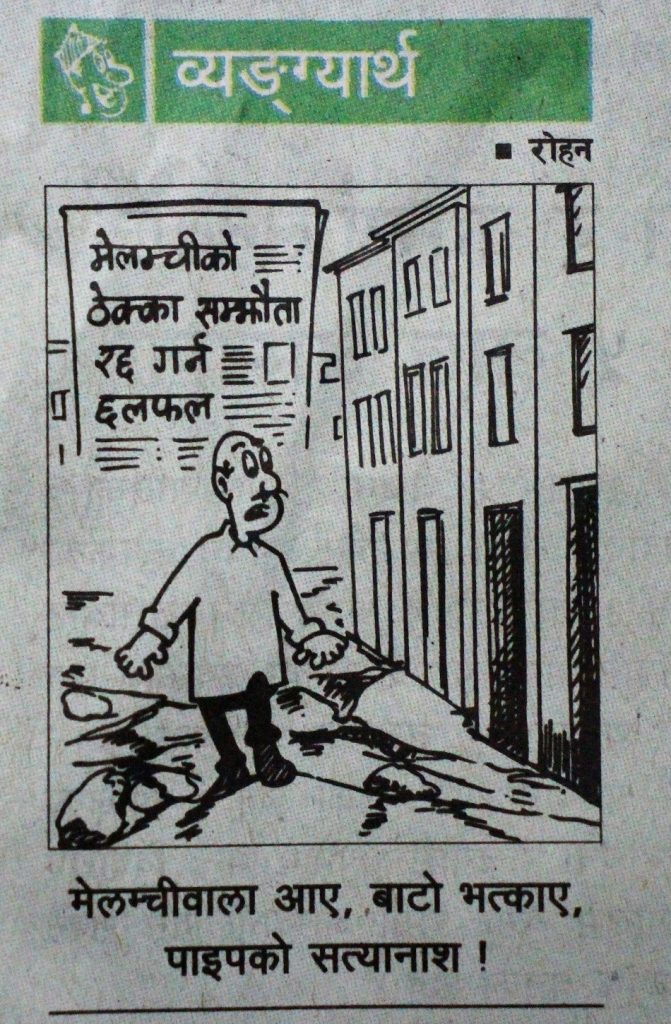 व्यङ्ग्यार्थ
■ रोहन
मेलम्चीको
ठेक्का सम्झौता
रद्द गर्न
छलफल
मेलम्चीवाला आए, बाटो भत्काए,
पाइपको सत्यानाश !